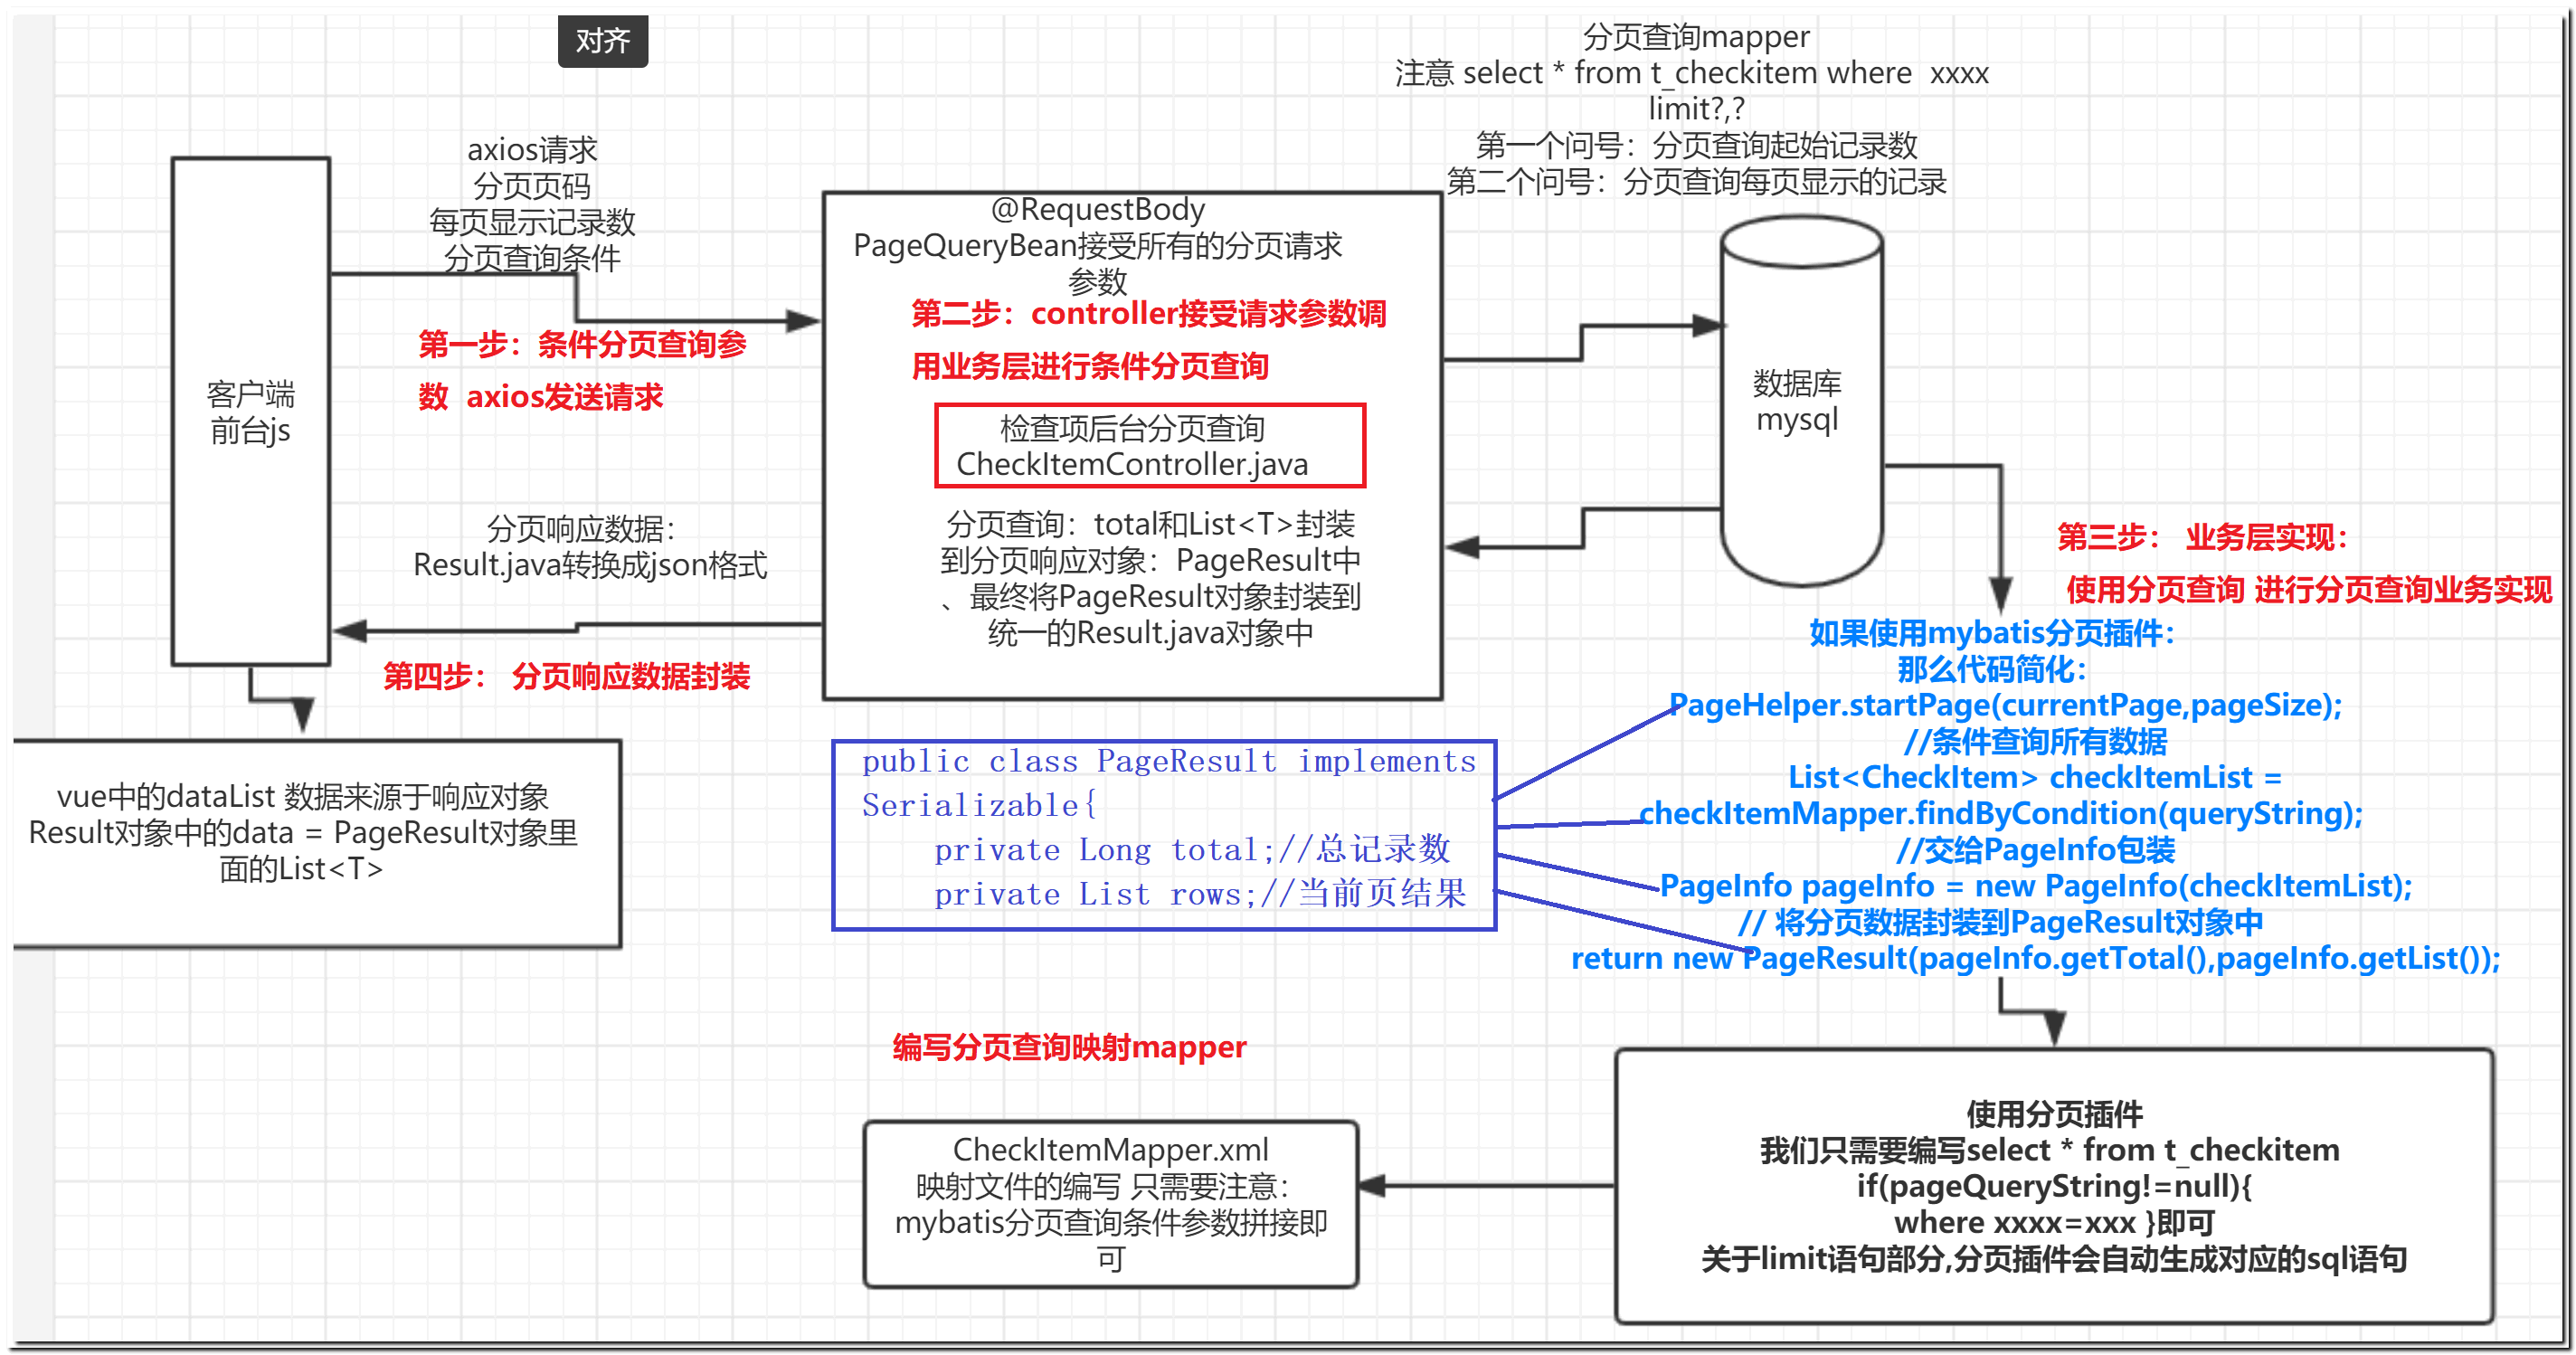 对齐
分页查询mapper
注意 select * from t_checkitem where  xxxx
limit?,?
第一个问号：分页查询起始记录数
第二个问号：分页查询每页显示的记录
axios请求
分页页码
每页显示记录数
分页查询条件
第一步：条件分页查询参
数  axios发送请求
客户端
前台js
@RequestBody
PageQueryBean接受所有的分页请求
参数
第二步：controller接受请求参数调
用业务层进行条件分页查询
检查项后台分页查询
CheckItemController.java
分页查询：total和List<T>封装
到分页响应对象：PageResult中
、最终将PageResult对象封装到
统一的Result.java对象中
数据库
mysql
分页响应数据：
Result.java转换成json格式
第四步： 分页响应数据封装
第三步： 业务层实现：
使用分页查询 进行分页查询业务实现
如果使用mybatis分页插件：
那么代码简化：
PageHelper.startPage(currentPage,pageSize);
//条件查询所有数据
List<CheckItem> checkItemList =
checkItemMapper.findByCondition(queryString);
//交给PageInfo包装
PageInfo pageInfo = new PageInfo(checkItemList);
// 将分页数据封装到PageResult对象中
return new PageResult(pageInfo.getTotal(),pageInfo.getList());
public class PageResult implements
Serializable{
private Long total;//总记录数
private List rows;//当前页结果
vue中的dataList 数据来源于响应对象
Result对象中的data = PageResult对象里
面的List<T>
编写分页查询映射mapper
CheckItemMapper.xml
映射文件的编写 只需要注意：
mybatis分页查询条件参数拼接即
可
使用分页插件
我们只需要编写select * from t_checkitem
if(pageQueryString!=null){
where xxxx=xxx }即可
关于limit语句部分,分页插件会自动生成对应的sql语句